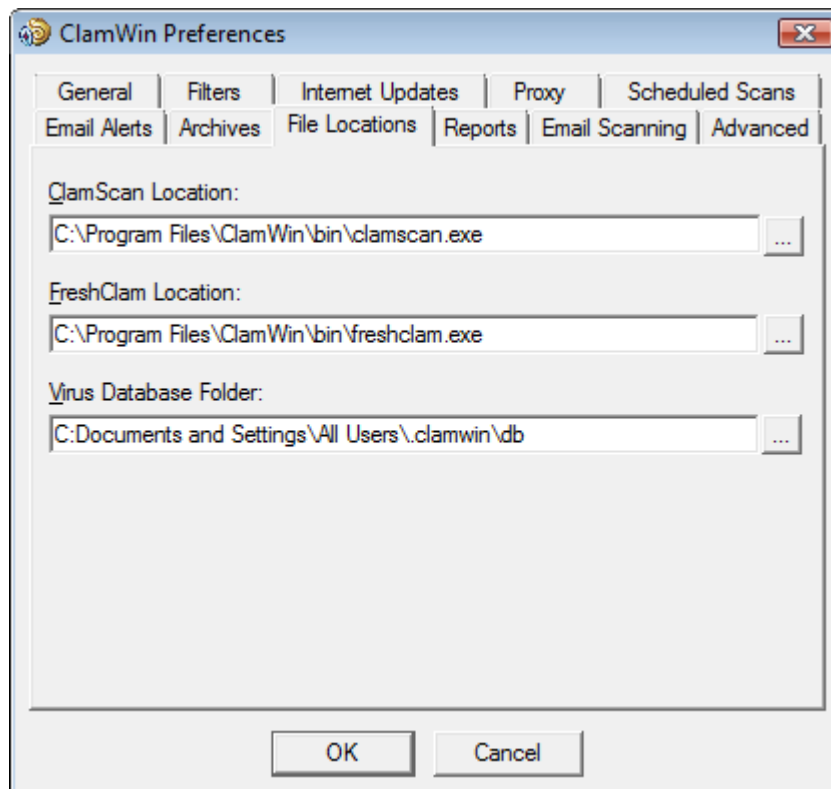 ClamWin Preferences
General Filters Internet Updates Proxy Scheduled Scans
Email Alerts Archives File Locations Reports Email Scanning Advanced
ClamScan Location:
C:\Program Files\ClamWin\bin\clamscan.exe
...
FreshClam Location:
C:\Program Files\ClamWin\bin\freshclam.exe
...
Virus Database Folder:
C:Documents and Settings\All Users\.clamwin\db
...
OK Cancel